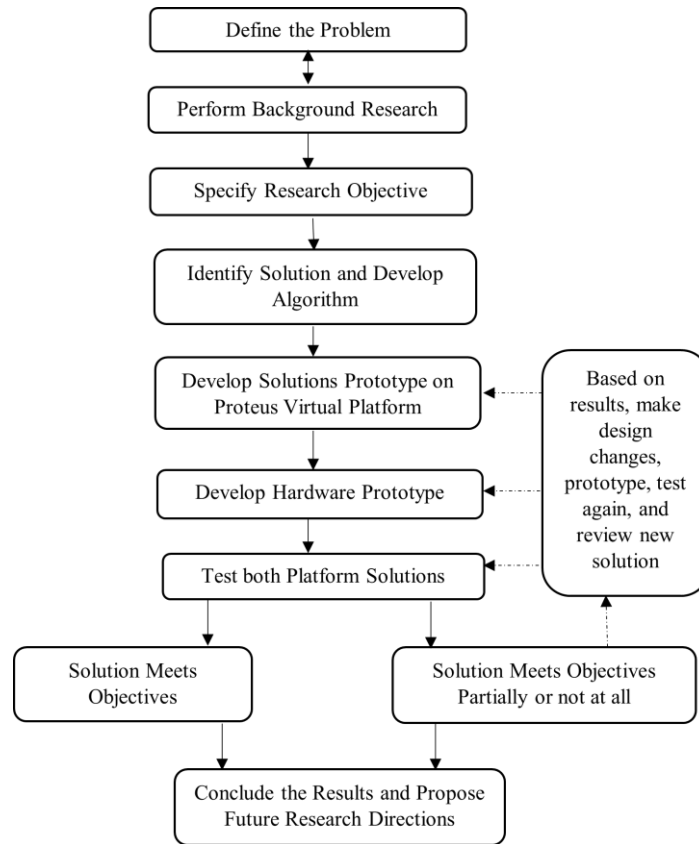 Define the Problem
Perform Background Research
Specify Research Objective
Identify Solution and Develop
Algorithm
Develop Solutions Prototype on
Proteus Virtual Platform
Based on
results, make
design
changes,
prototype, test
again, and
review new
solution
Develop Hardware Prototype
Test both Platform Solutions
Solution Meets
Objectives
Solution Meets Objectives
Partially or not at all
Conclude the Results and Propose
Future Research Directions